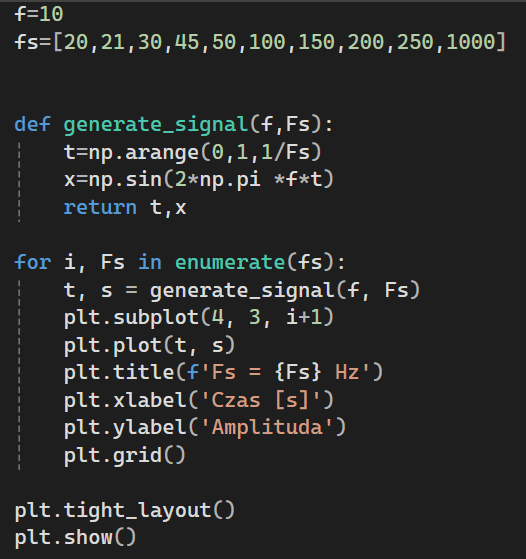 f=10
fs=[20,21,30,45,50,100,150,200,250,1000]
def generate_signal(f,Fs):
    t=np.arange(0,1,1/Fs)
    x=np.sin(2*np.pi *f*t)
    return t,x
for i, Fs in enumerate(fs):
    t, s = generate_signal(f, Fs)
    plt.subplot(4, 3, i+1)
    plt.plot(t, s)
    plt.title(f'Fs = {Fs} Hz')
    plt.xlabel('Czas [s]')
    plt.ylabel('Amplituda')
    plt.grid()
plt.tight_layout()
plt.show()